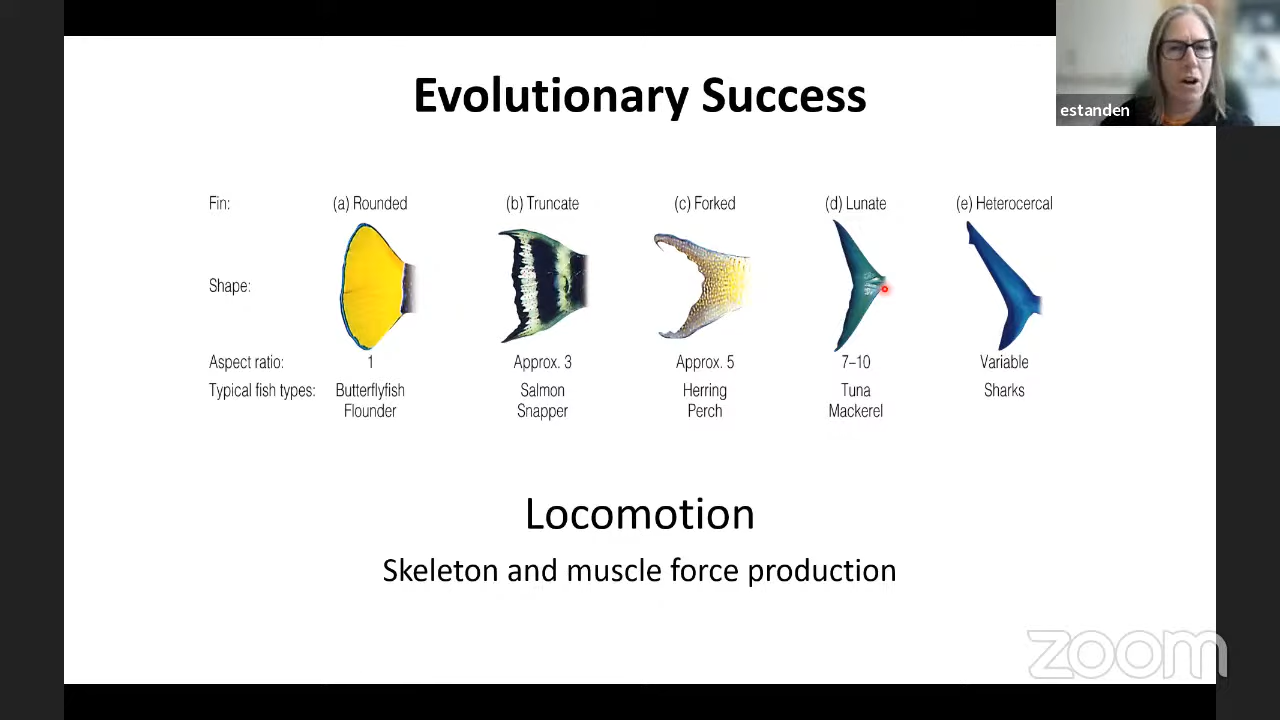 Evolutionary Success
estanden
Fin: (a) Rounded (b) Truncate (c) Forked (d) Lunate (e) Heterocercal
Shape:
Aspect ratio: 1 Approx. 3 Approx. 5 7–10 Variable
Typical fish types: Butterflyfish Salmon Herring Tuna Sharks
Flounder Snapper Perch Mackerel
Locomotion
Skeleton and muscle force production
zoom